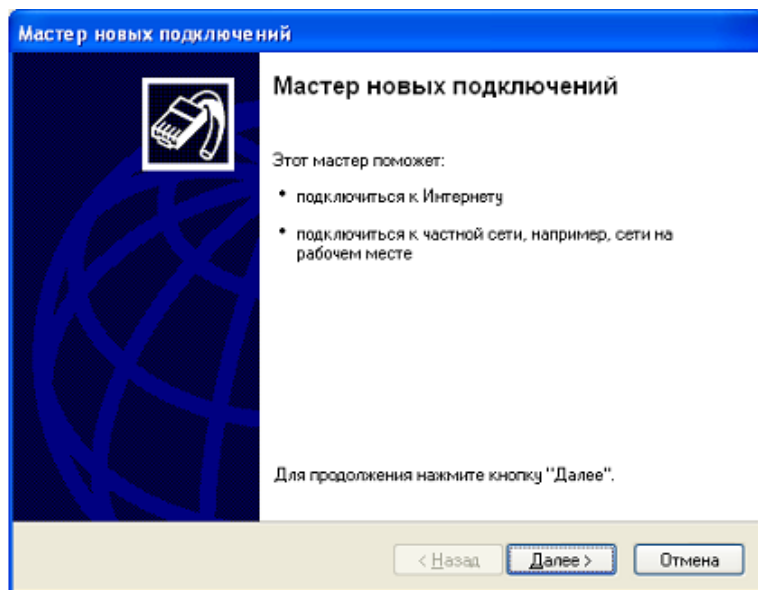 Мастер новых подключений
Мастер новых подключений
Этот мастер поможет:
• подключиться к Интернету
• подключиться к частной сети, например, сети на
рабочем месте
Для продолжения нажмите кнопку "Далее".
< Назад Далее > Отмена